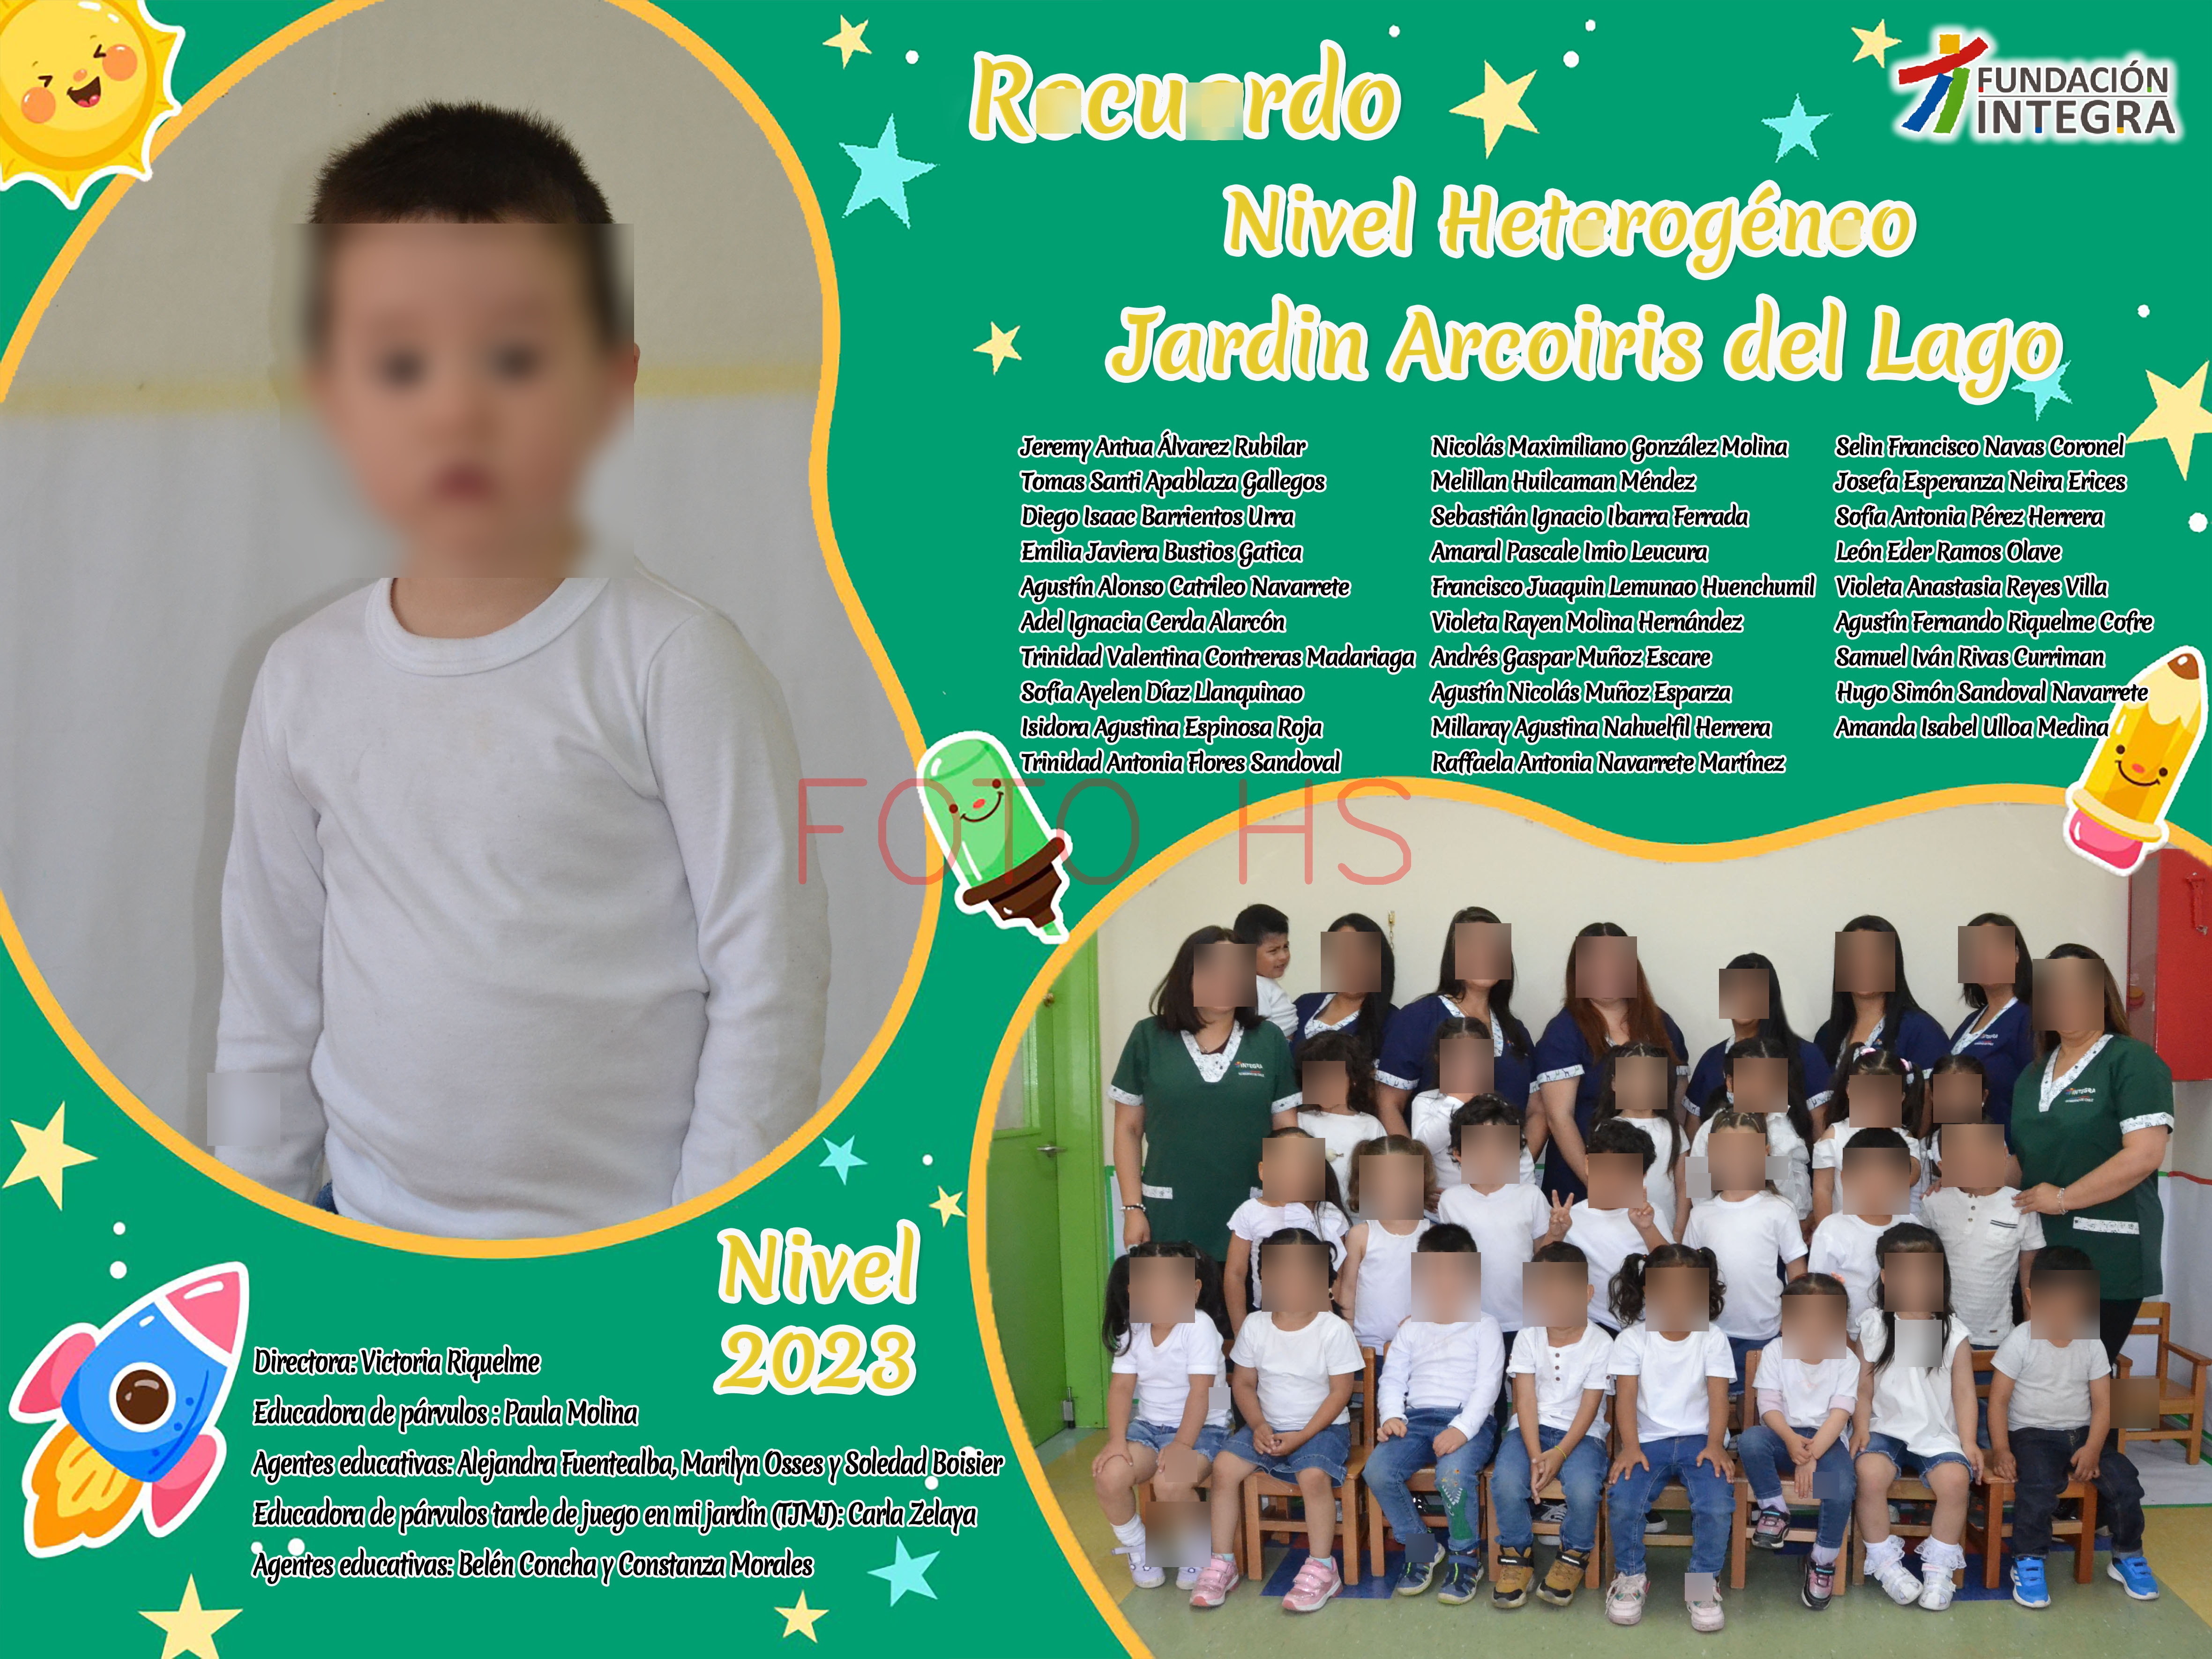 Recuerdo
FUNDACIÓN
INTEGRA
Nivel Heterogéneo
Jardin Arcoiris del Lago
Jeremy Antua Álvarez Rubilar
Tomas Santi Apablaza Gallegos
Diego Isaac Barrientos Urra
Emilia Javiera Bustios Gatica
Agustín Alonso Catrileo Navarrete
Adel Ignacia Cerda Alarcón
Trinidad Valentina Contreras Madariaga
Sofía Ayelen Díaz Llanquinao
Isidora Agustina Espinosa Roja
Trinidad Antonia Flores Sandoval
Nicolás Maximiliano González Molina
Melillan Huilcaman Méndez
Sebastián Ignacio Ibarra Ferrada
Amaral Pascale Imio Leucura
Francisco Juaquin Lemunao Huenchumil
Violeta Rayen Molina Hernández
Andrés Gaspar Muñoz Escare
Agustín Nicolás Muñoz Esparza
Millaray Agustina Nahuelfil Herrera
Raffaela Antonia Navarrete Martínez
Selin Francisco Navas Coronel
Josefa Esperanza Neira Erices
Sofía Antonia Pérez Herrera
León Eder Ramos Olave
Violeta Anastasia Reyes Villa
Agustín Fernando Riquelme Cofre
Samuel Iván Rivas Curriman
Hugo Simón Sandoval Navarrete
Amanda Isabel Ulloa Medina
FOTO HS
Nivel
2023
Directora: Victoria Riquelme
Educadora de párvulos : Paula Molina
Agentes educativas: Alejandra Fuentealba, Marilyn Osses y Soledad Boisier
Educadora de párvulos tarde de juego en mi jardín (TJMJ): Carla Zelaya
Agentes educativas: Belén Concha y Constanza Morales